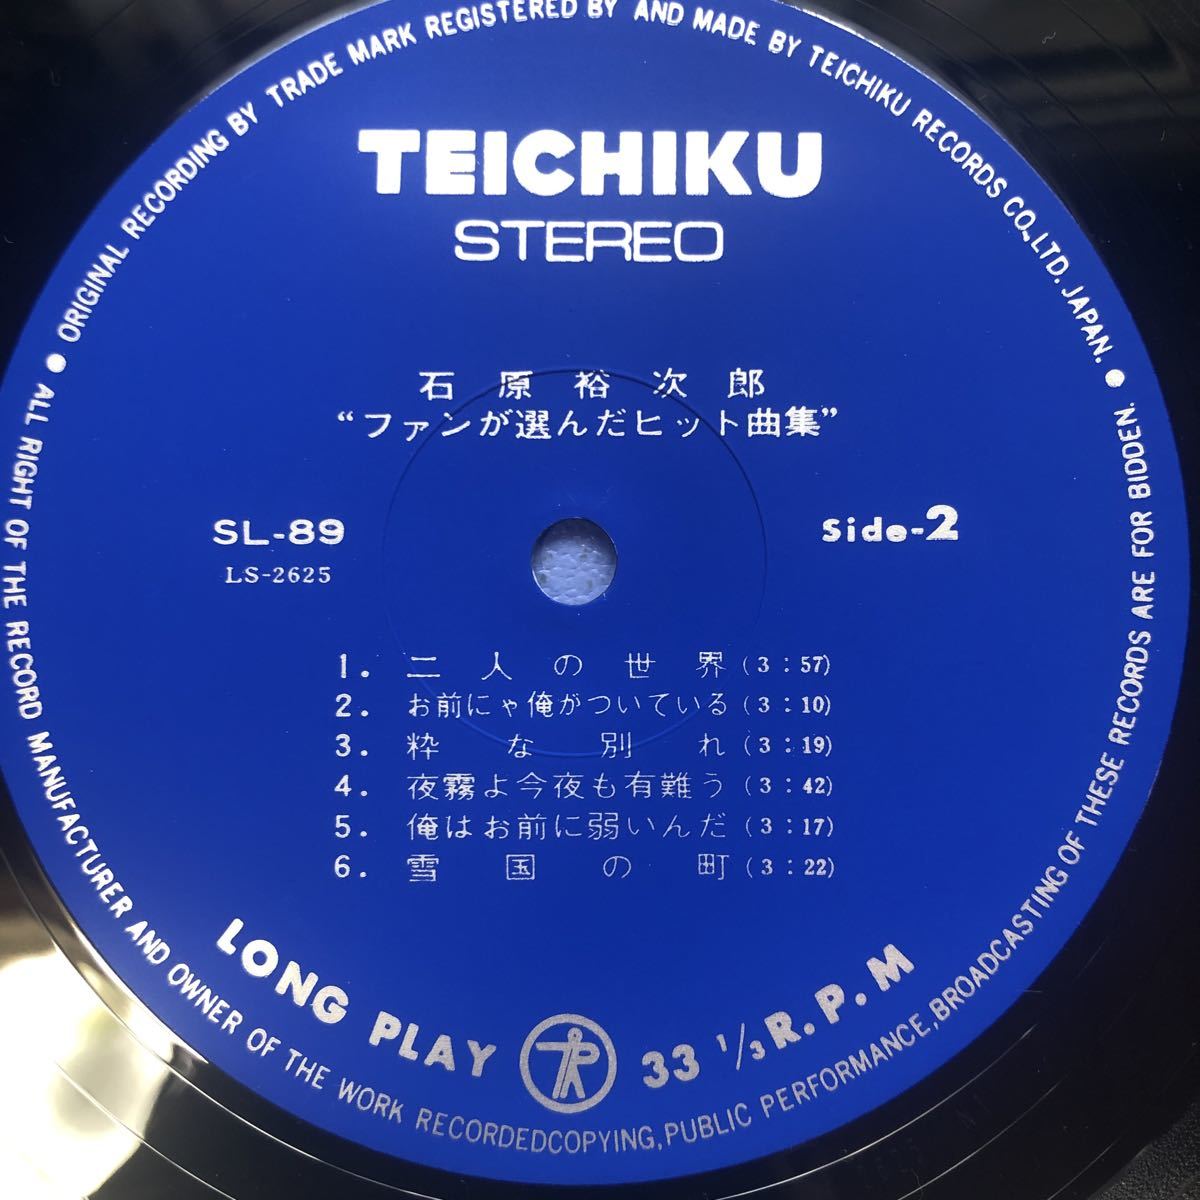 ORIGINAL RECORDING BY TRADE MARK REGISTERED BY AND MADE BY TEICHIKU RECORDS CO.,LTD. JAPAN.
TEICHIKU
STEREO
石原裕次郎
“ファンが選んだヒット曲集”
SL-89
LS-2625
Side-2
1. 二人の世界 (3:57)
2. お前にゃ俺がついている (3:10)
3. 粋な別れ (3:19)
4. 夜霧よ今夜も有難う (3:42)
5. 俺はお前に弱いんだ (3:17)
6. 雪国の町 (3:22)
LONG PLAY 33 1/3 R.P.M
ALL RIGHT OF THE RECORD MANUFACTURER AND OWNER OF THE WORK RECORDEDCOPYING,PUBLIC PERFORMANCE,BROADCASTING OF THESE RECORDS ARE FOR BIDDEN.